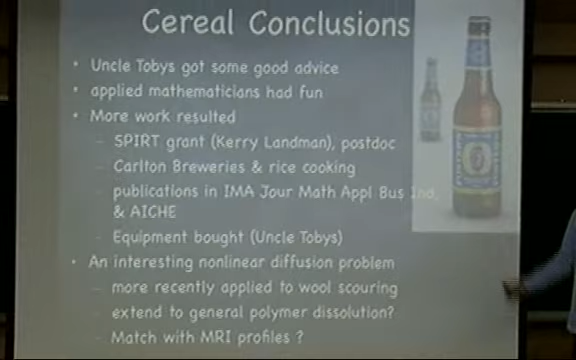 Cereal Conclusions
• Uncle Tobys got some good advice
• applied mathematicians had fun
• More work resulted
– SPIRT grant (Kerry Landman), postdoc
– Carlton Breweries & rice cooking
– publications in IMA Jour Math Appl Bus Ind,
& AICHE
– Equipment bought (Uncle Tobys)
• An interesting nonlinear diffusion problem
– more recently applied to wool scouring
– extend to general polymer dissolution?
– Match with MRI profiles ?